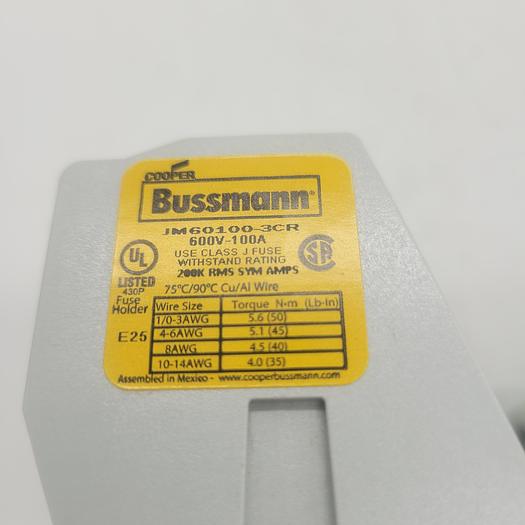 COOPER
Bussmann®
JM60100-3CR
600V-100A
USE CLASS J FUSE
WITHSTAND RATING
200K RMS SYM AMPS
UL
LISTED
430P
Fuse
Holder
E25
SA
75°C/90°C Cu/Al Wire
Wire Size Torque N·m (Lb-In)
1/0-3AWG 5.6 (50)
4-6AWG 5.1 (45)
8AWG 4.5 (40)
10-14AWG 4.0 (35)
Assembled in Mexico - www.cooperbussmann.com